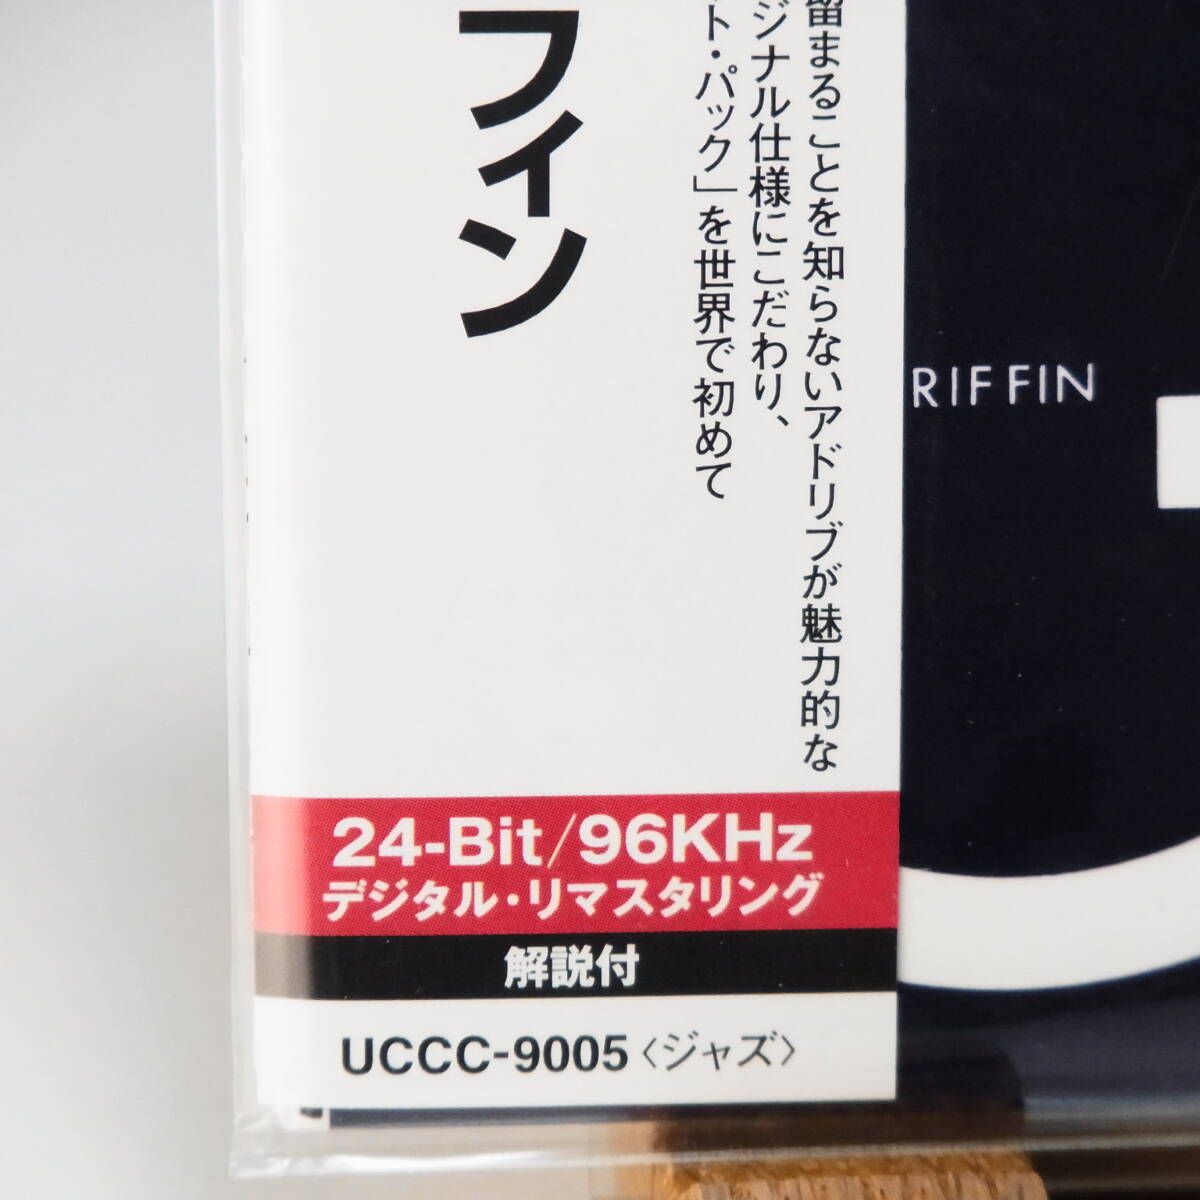 留まることを知らないアドリブが魅力的な
ジナル仕様にこだわり、
ト・パック」を世界で初めて
フィン
RIFFIN
24-Bit/96KHz
デジタル・リマスタリング
解説付
UCCC-9005〈ジャズ〉